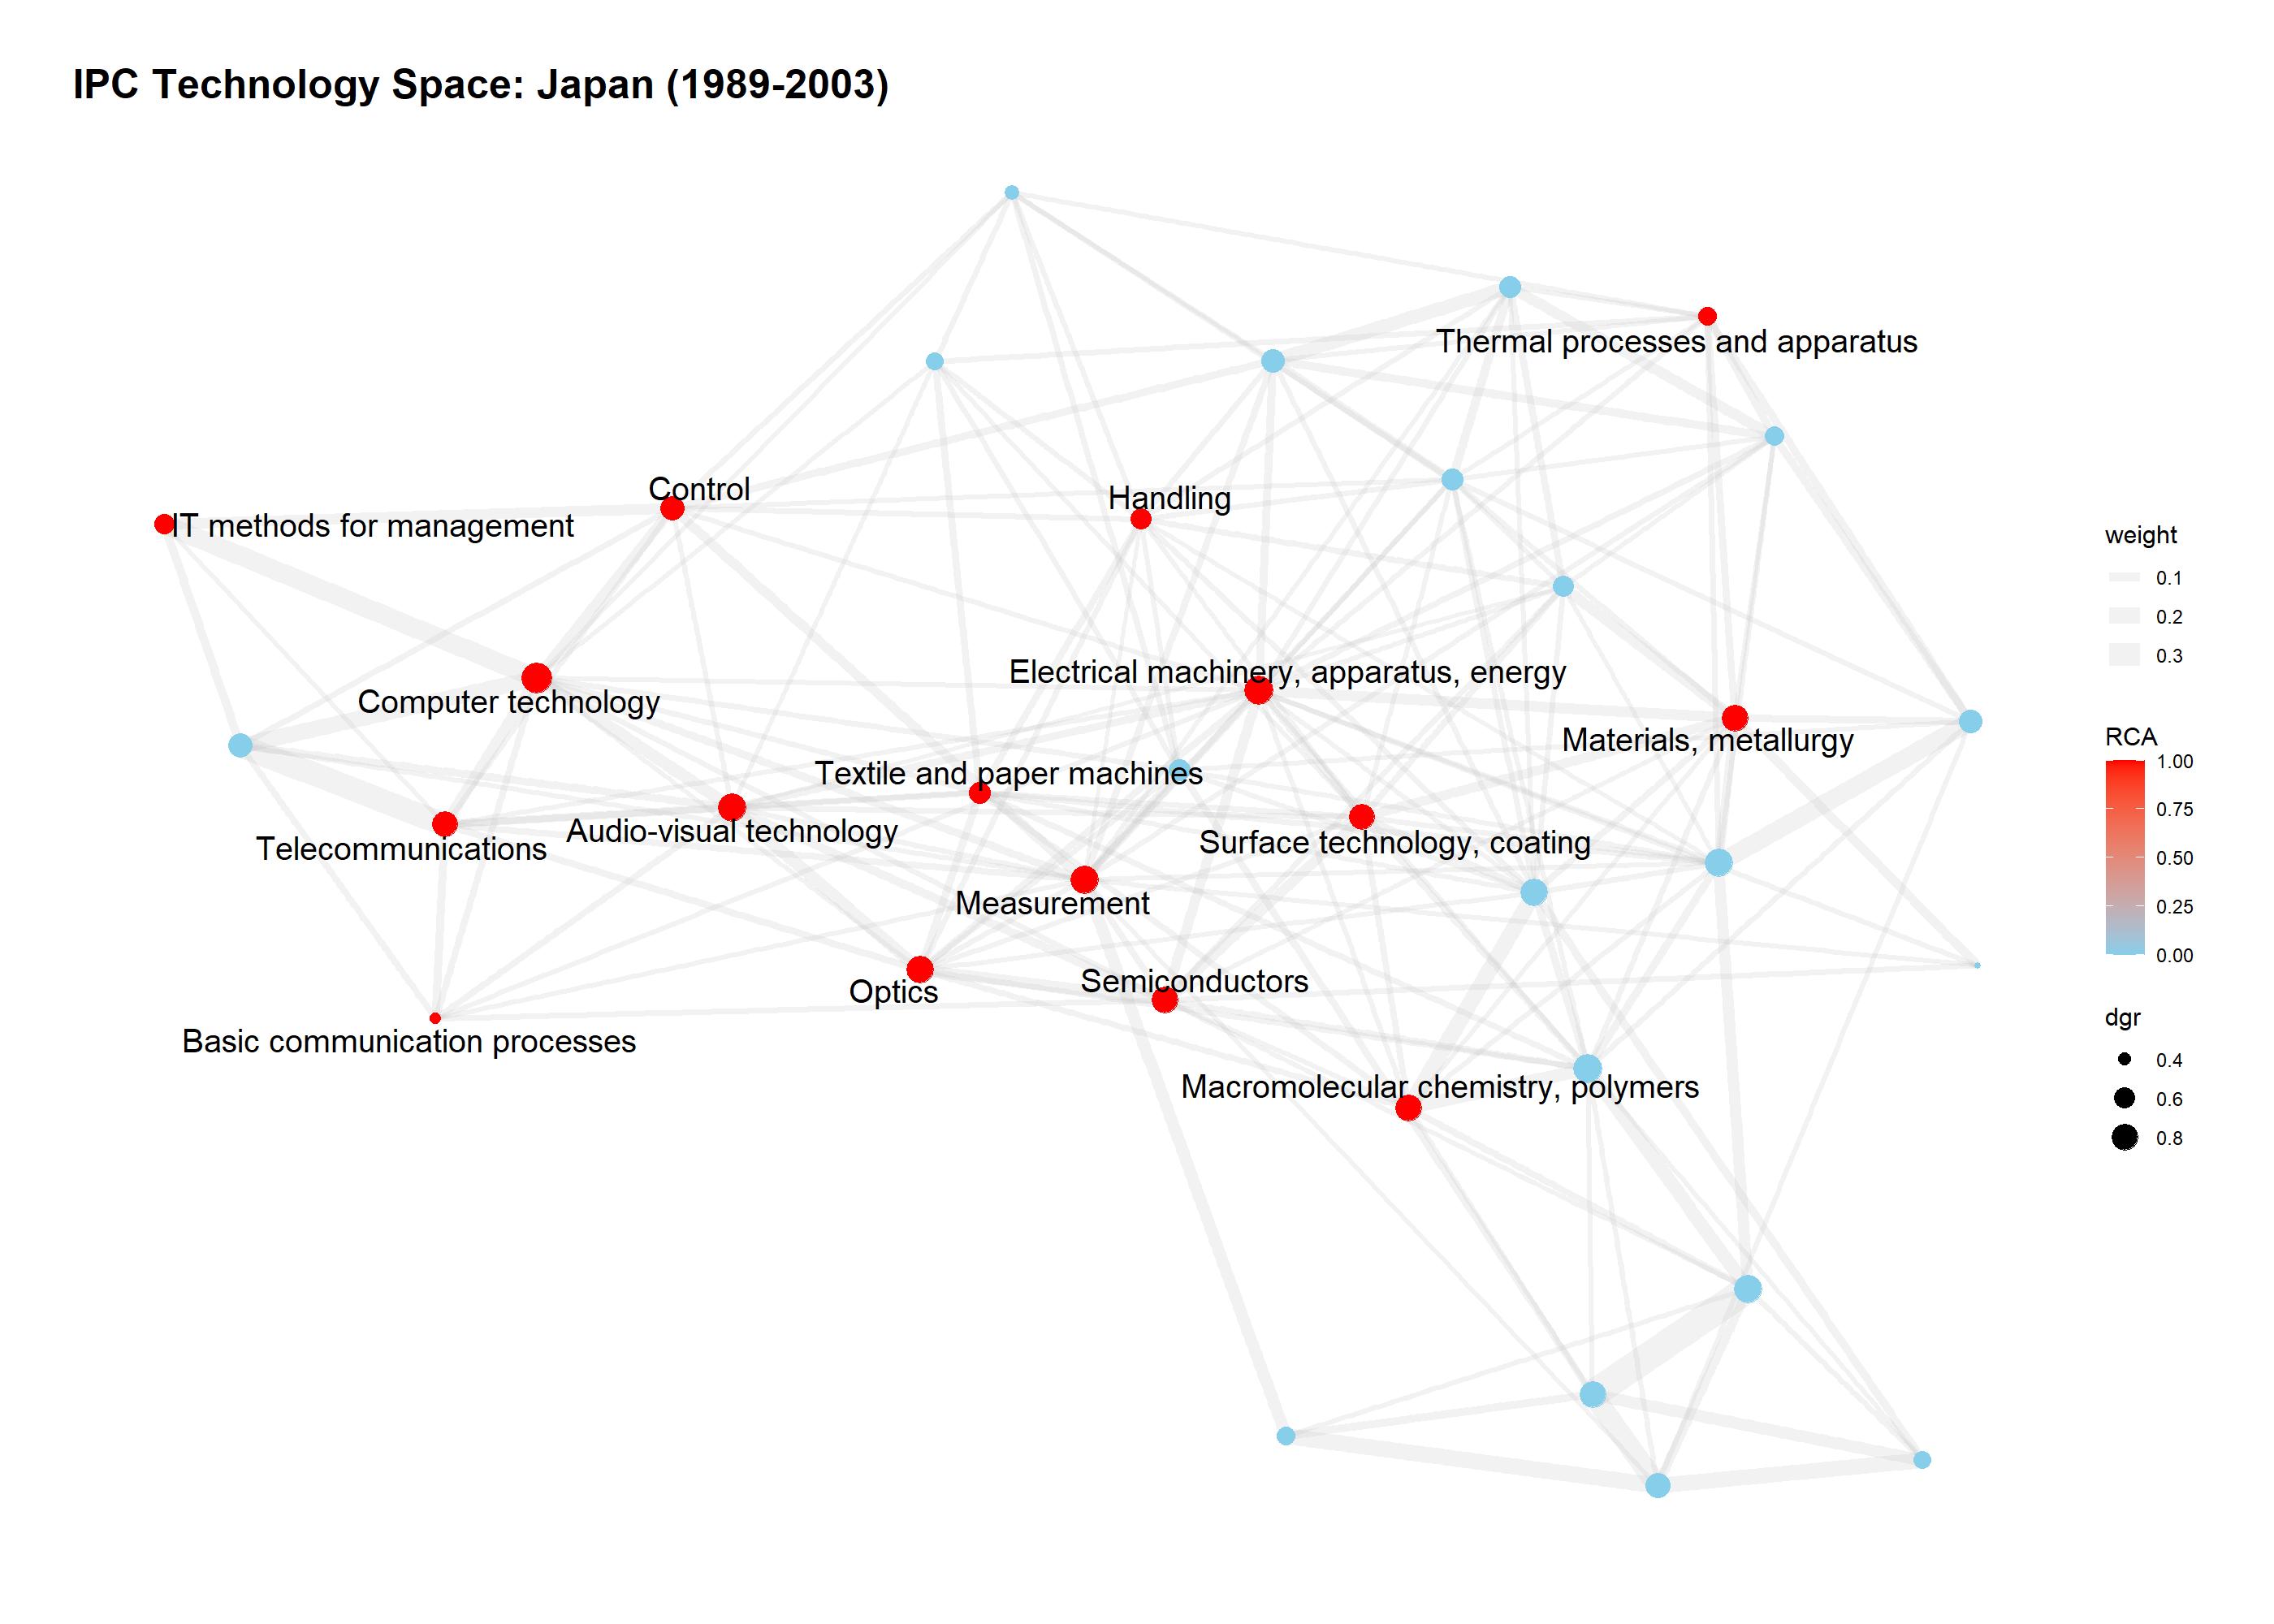 IPC Technology Space: Japan (1989-2003)
Thermal processes and apparatus
Control
Handling
IT methods for management
Electrical machinery, apparatus, energy
Computer technology
Materials, metallurgy
Textile and paper machines
Audio-visual technology
Surface technology, coating
Telecommunications
Measurement
Semiconductors
Optics
Basic communication processes
Macromolecular chemistry, polymers
weight
0.1
0.2
0.3
RCA
1.00
0.75
0.50
0.25
0.00
dgr
0.4
0.6
0.8